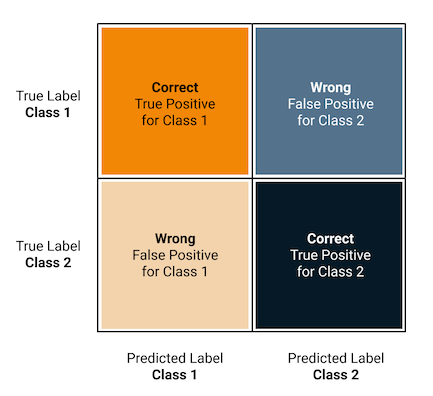 True Label
Class 1
Correct
True Positive
for Class 1
Wrong
False Positive
for Class 2
True Label
Class 2
Wrong
False Positive
for Class 1
Correct
True Positive
for Class 2
Predicted Label
Class 1
Predicted Label
Class 2